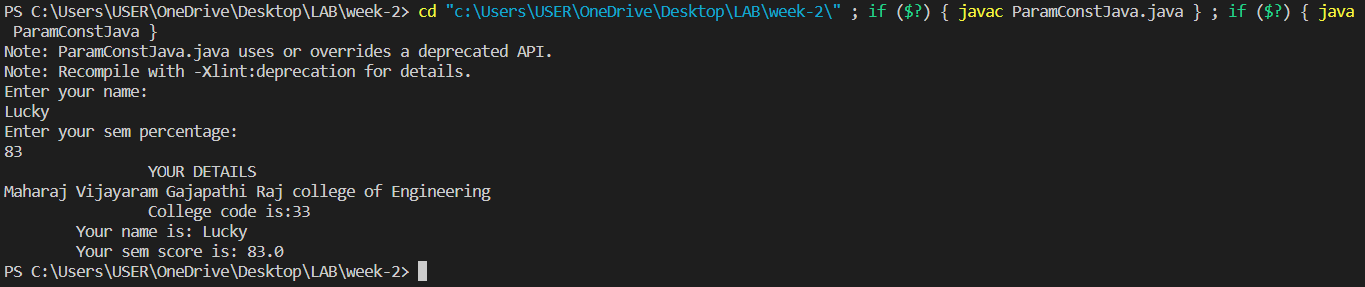 PS C:\Users\USER\OneDrive\Desktop\LAB\week-2> cd "c:\Users\USER\OneDrive\Desktop\LAB\week-2\" ; if ($?) { javac ParamConstJava.java } ; if ($?) { java
 ParamConstJava }
Note: ParamConstJava.java uses or overrides a deprecated API.
Note: Recompile with -Xlint:deprecation for details.
Enter your name:
Lucky
Enter your sem percentage:
83
                YOUR DETAILS
Maharaj Vijayaram Gajapathi Raj college of Engineering
                College code is:33
        Your name is: Lucky
        Your sem score is: 83.0
PS C:\Users\USER\OneDrive\Desktop\LAB\week-2>